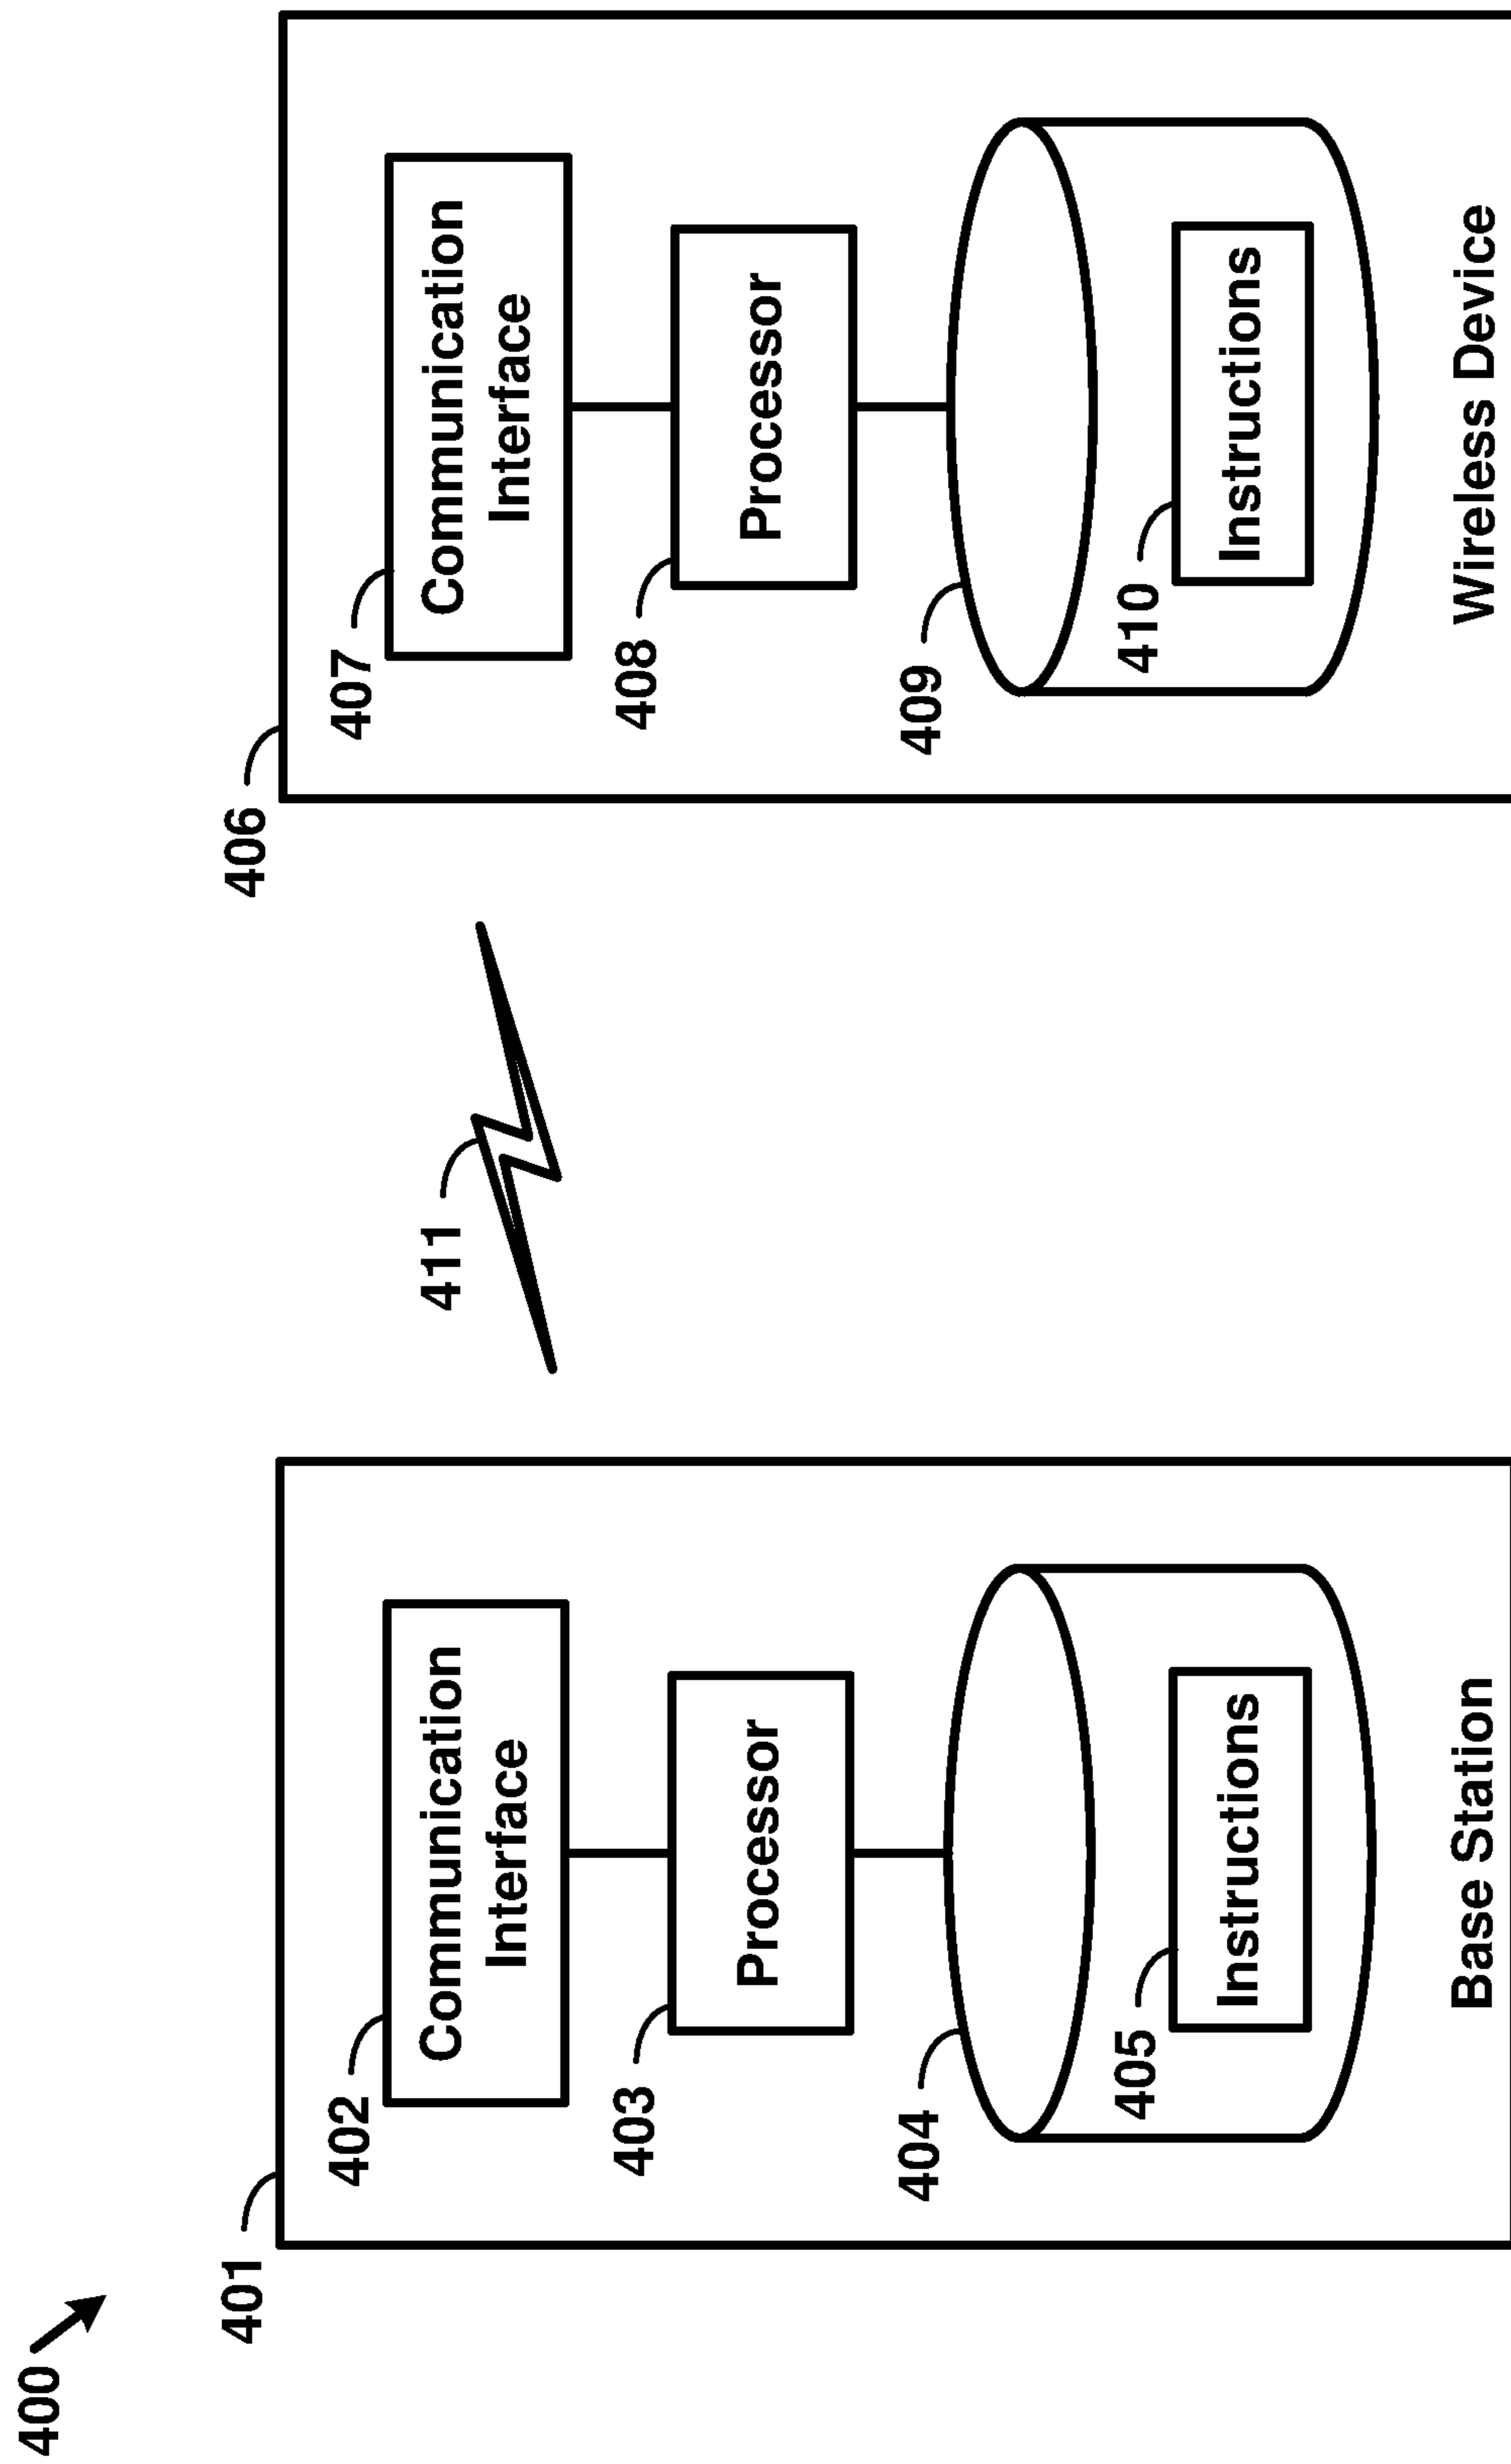 400
401
402
Communication
Interface
403
Processor
404
405
Instructions
Base Station
411
406
407
Communication
Interface
408
Processor
409
410
Instructions
Wireless Device